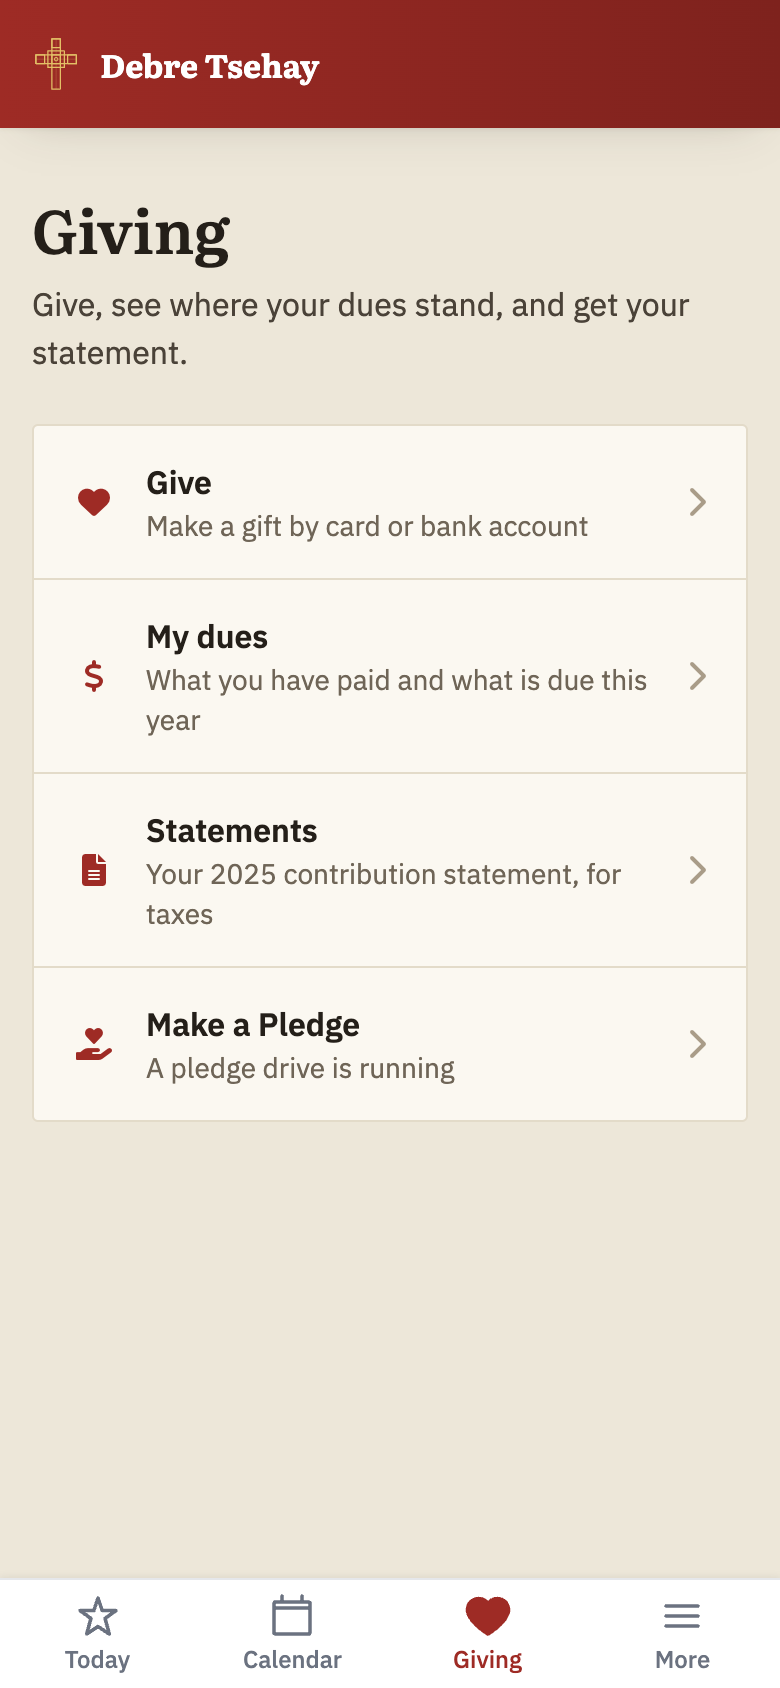 Debre Tsehay
Giving
Give, see where your dues stand, and get your
statement.
Give
Make a gift by card or bank account
My dues
What you have paid and what is due this
year
Statements
Your 2025 contribution statement, for
taxes
Make a Pledge
A pledge drive is running
Today
Calendar
Giving
More